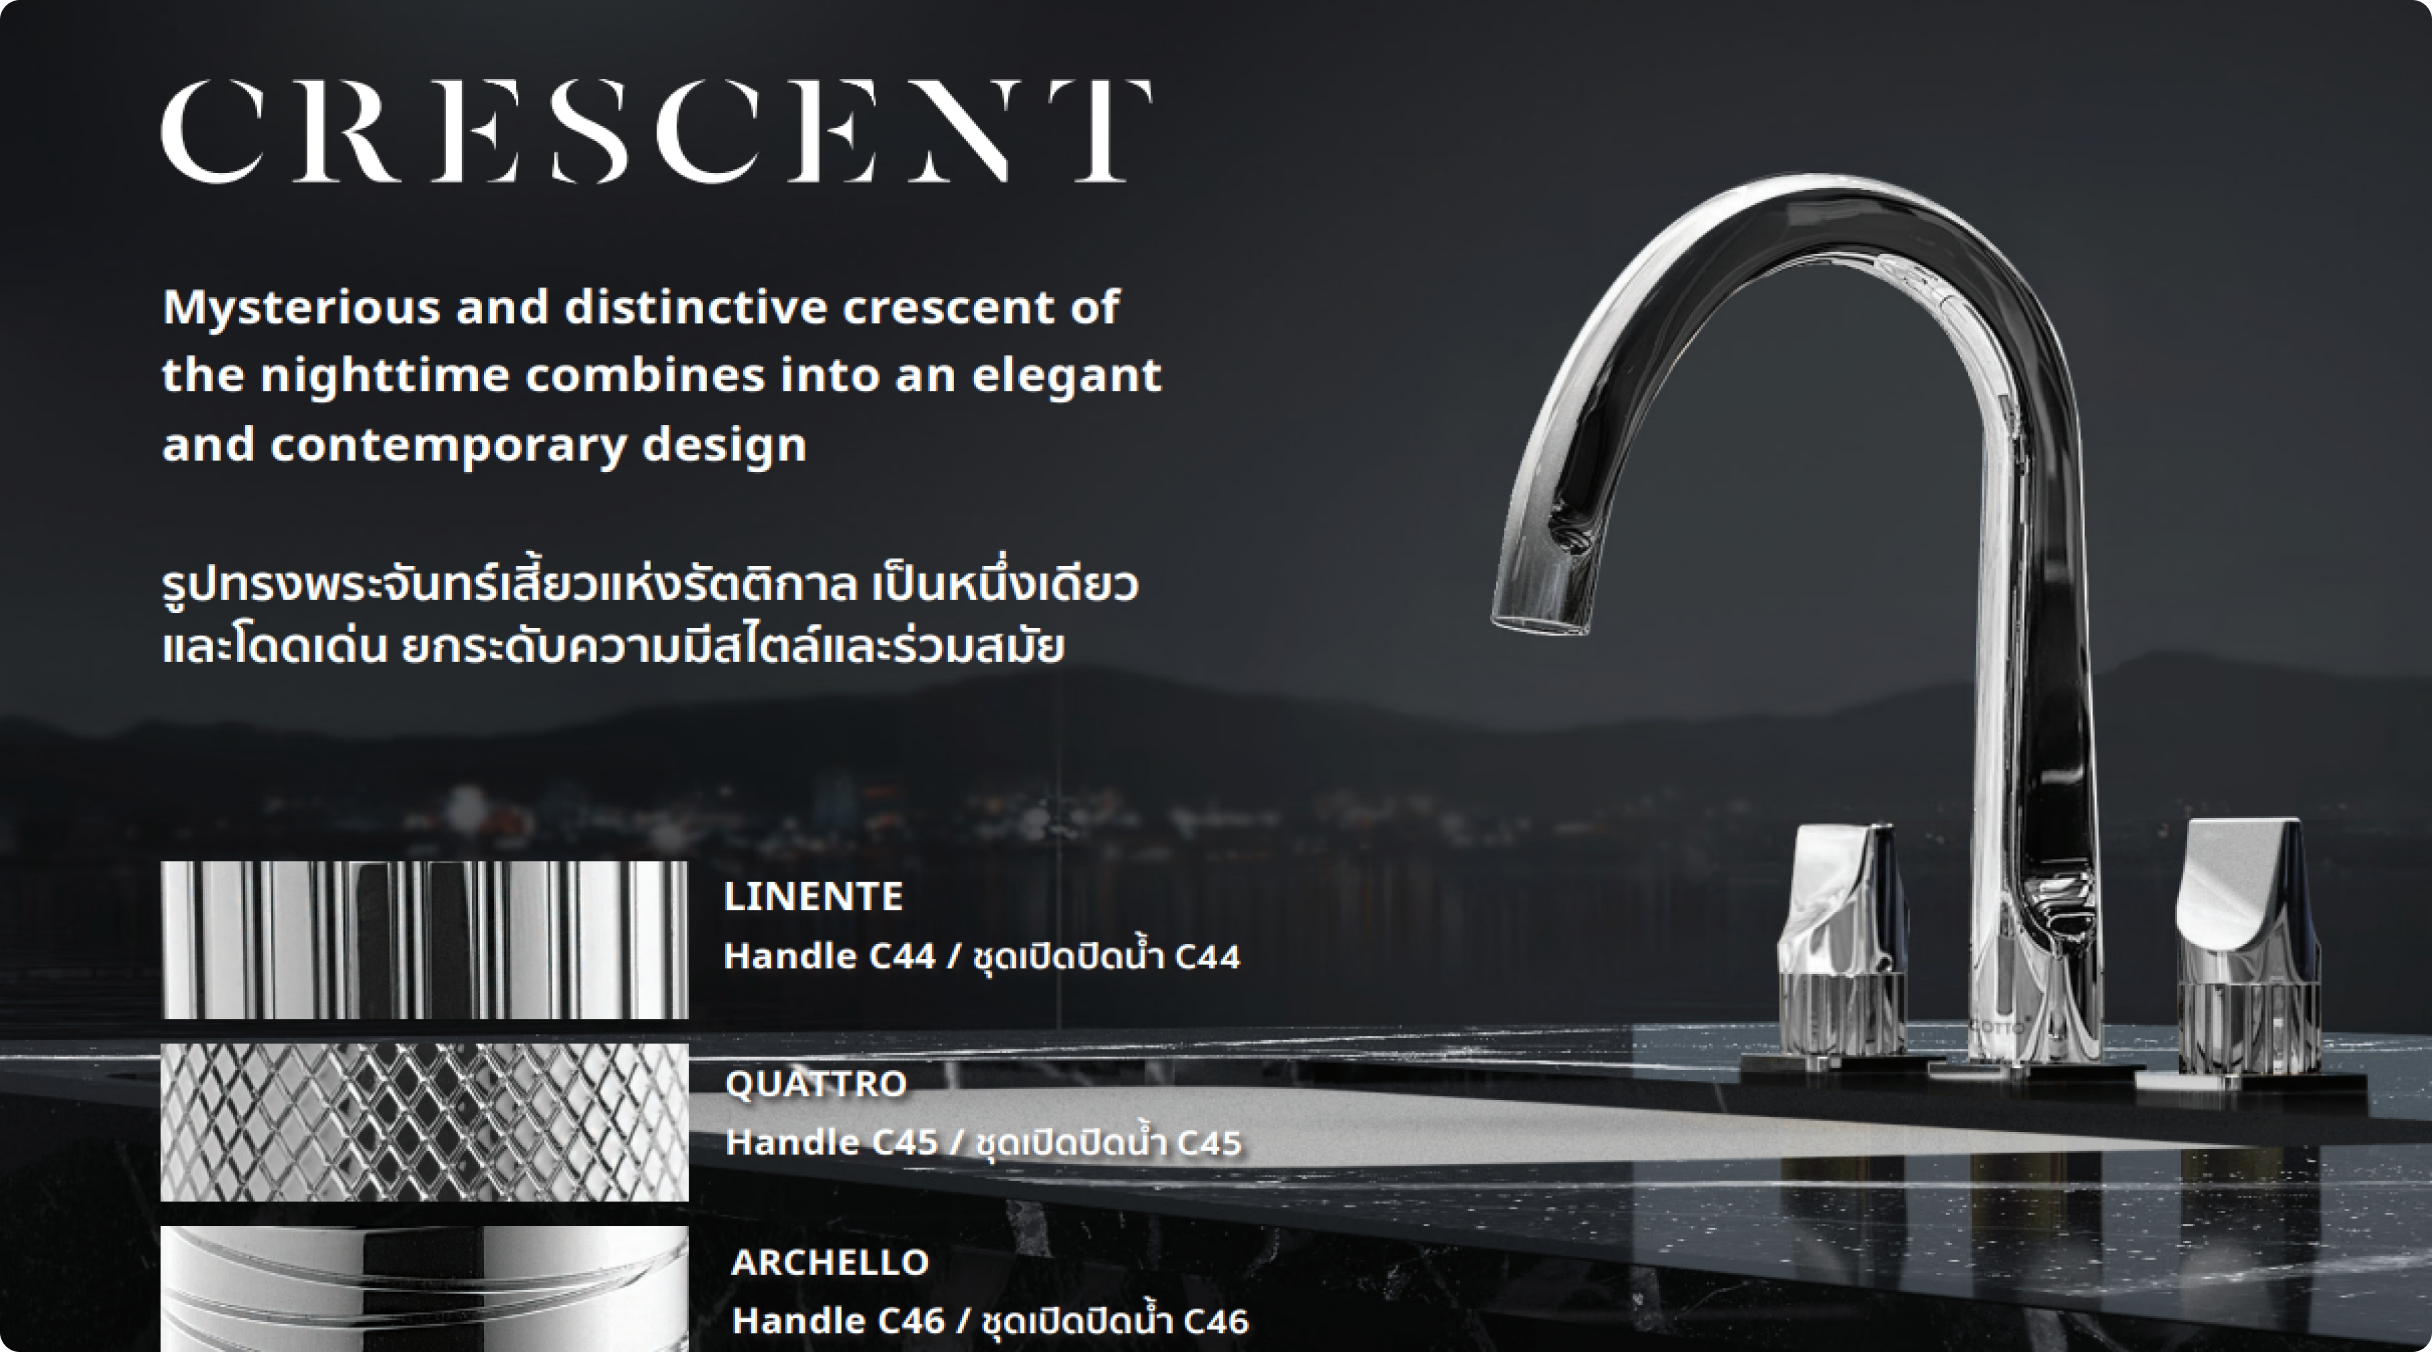 CRESCENT
Mysterious and distinctive crescent of
the nighttime combines into an elegant
and contemporary design
รูปทรงพระจันทร์เสี้ยวแห่งรัตติกาล เป็นหนึ่งเดียว
และโดดเด่น ยกระดับความมีสไตล์และร่วมสมัย
LINENTE
Handle C44 / ชุดเปิดปิดน้ำ C44
QUATTRO
Handle C45 / ชุดเปิดปิดน้ำ C45
ARCHELLO
Handle C46 / ชุดเปิดปิดน้ำ C46
COTTO